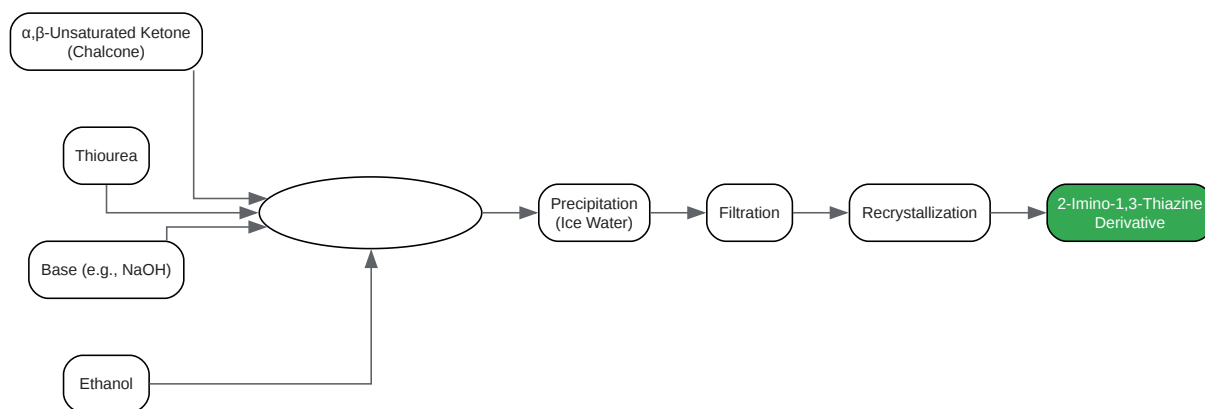 α,β-Unsaturated Ketone
(Chalcone)
Thiourea
Base (e.g., NaOH)
Ethanol
Precipitation
(Ice Water)
Filtration
Recrystallization
2-Imino-1,3-Thiazine
Derivative